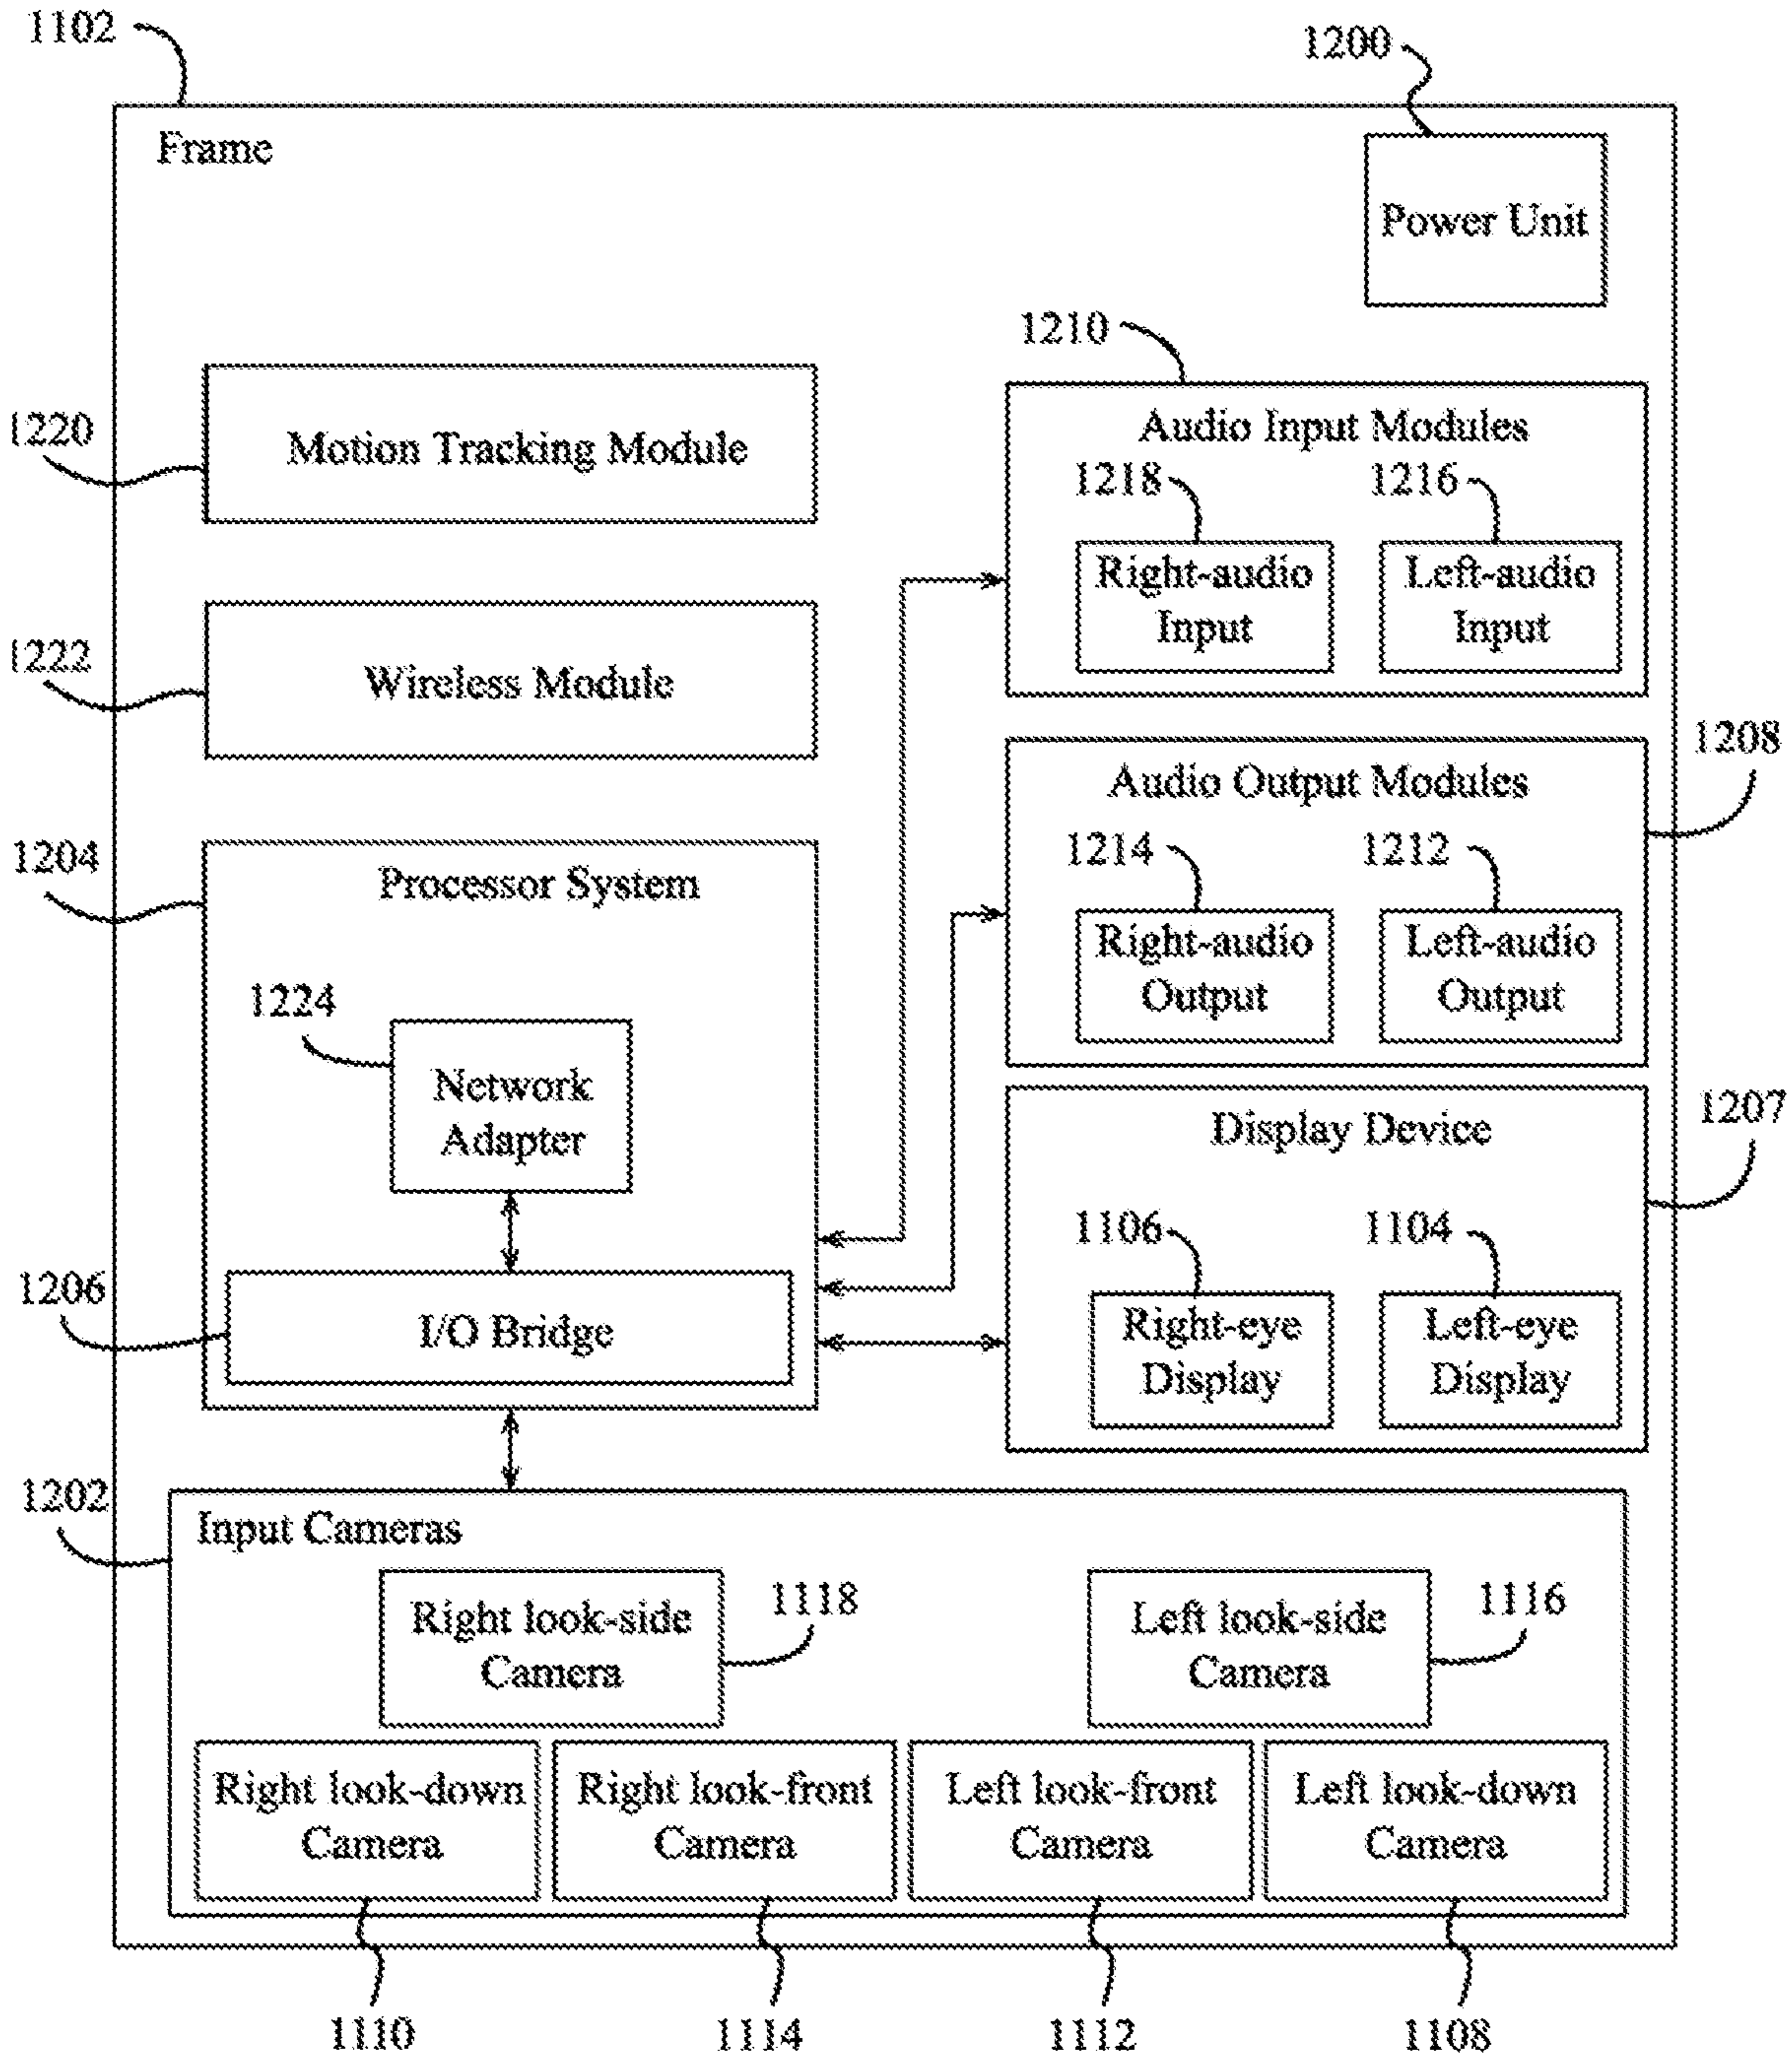 1102
1200
Frame
Power Unit
1210
1220
Motion Tracking Module
Audio Input Modules
1218
1216
Right-audio
Input
Left-audio
Input
1222
Wireless Module
1208
Audio Output Modules
1214
1212
Right-audio
Output
Left-audio
Output
1204
Processor System
1224
Network
Adapter
1207
Display Device
1106
1104
Right-eye
Display
Left-eye
Display
1206
I/O Bridge
1202
Input Cameras
Right look-side
Camera
1118
Left look-side
Camera
1116
Right look-down
Camera
Right look-front
Camera
Left look-front
Camera
Left look-down
Camera
1110
1114
1112
1108